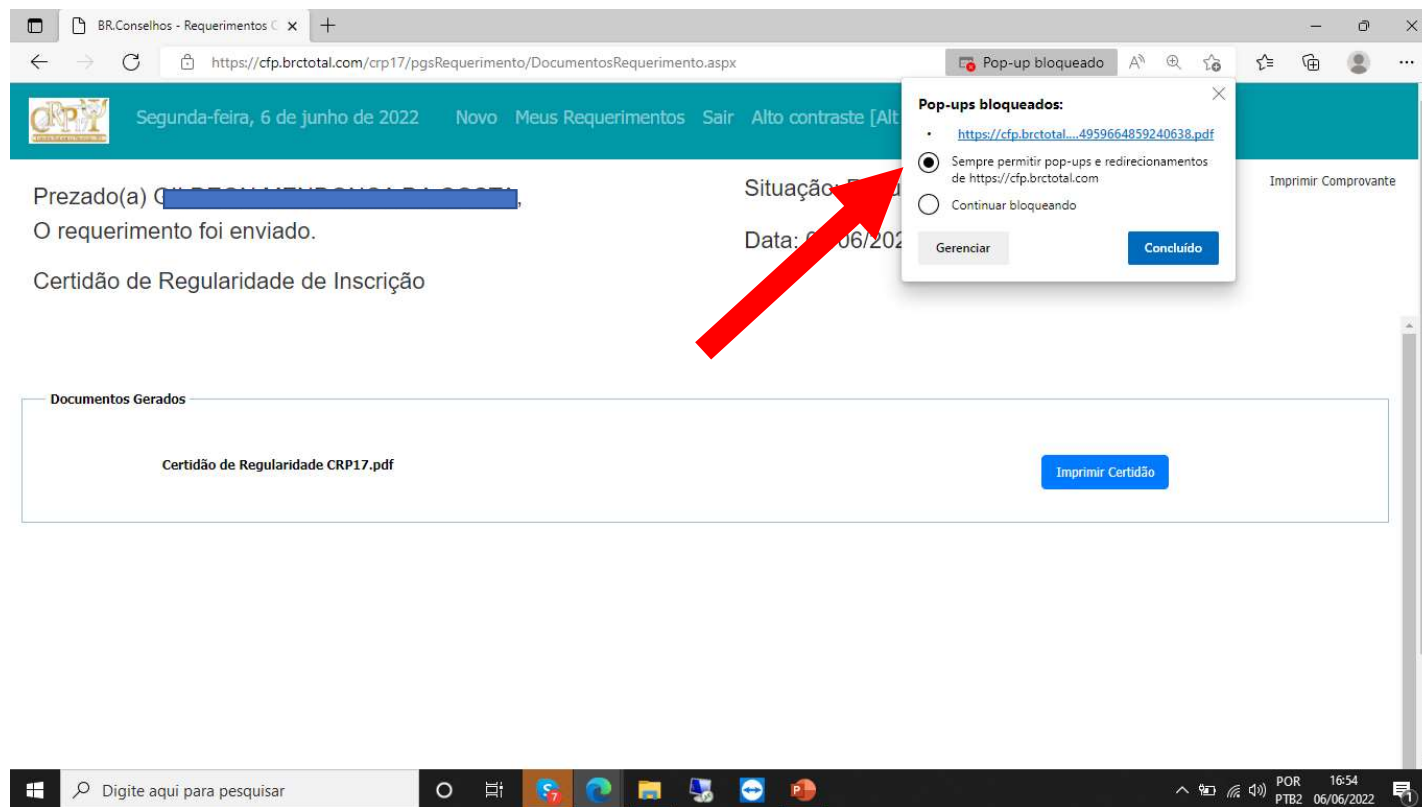 BR.Conselhos - Requerimentos
https://cfp.brctotal.com/crp17/pgsRequerimento/DocumentosRequerimento.aspx
Pop-up bloqueado
CRP
Segunda-feira, 6 de junho de 2022 Novo Meus Requerimentos Sair Alto contraste [Alt
Pop-ups bloqueados:
https://cfp.brctotal....4959664859240638.pdf
Sempre permitir pop-ups e redirecionamentos
de https://cfp.brctotal.com
Continuar bloqueando
Gerenciar Concluído
Imprimir Comprovante
Prezado(a)
Situação:
O requerimento foi enviado.
Data: 06/202
Certidão de Regularidade de Inscrição
Documentos Gerados
Certidão de Regularidade CRP17.pdf
Imprimir Certidão
Digite aqui para pesquisar
POR 16:54
PTB2 06/06/2022